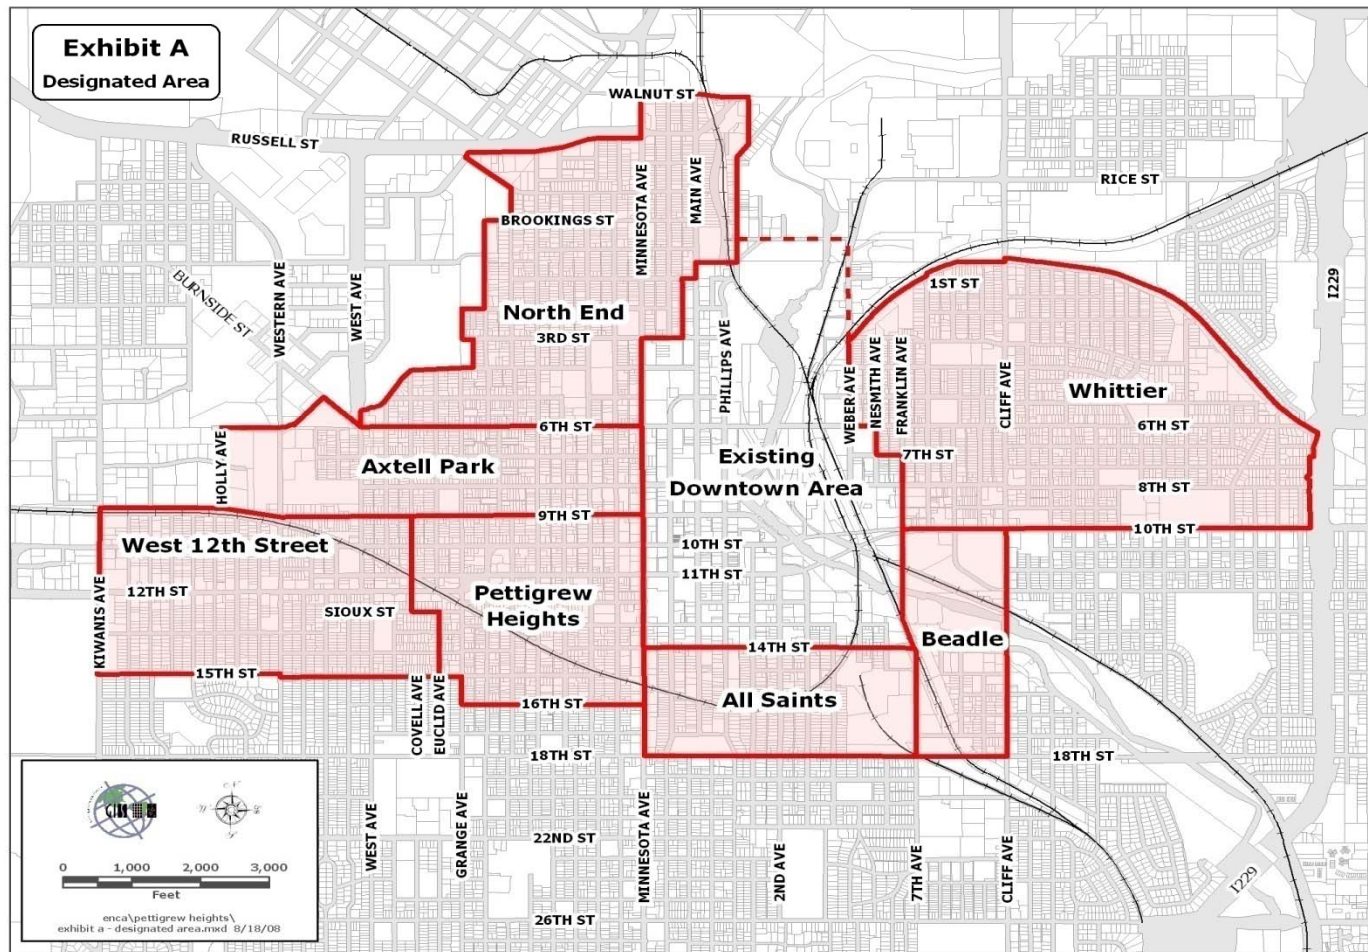 Exhibit A
Designated Area
WALNUT ST
RUSSELL ST
RICE ST
MINNESOTA AVE
MAIN AVE
BROOKINGS ST
BURNSIDE ST
WESTERN AVE
WEST AVE
1ST ST
I229
North End
3RD ST
PHILLIPS AVE
WEBER AVE
NESMITH AVE
FRANKLIN AVE
CLIFF AVE
Whittier
6TH ST
6TH ST
HOLLY AVE
Axtell Park
Existing
Downtown Area
7TH ST
8TH ST
9TH ST
10TH ST
West 12th Street
10TH ST
11TH ST
KIWANIS AVE
12TH ST
SIOUX ST
Pettigrew
Heights
Beadle
14TH ST
15TH ST
COVELL AVE
EUCLID AVE
16TH ST
All Saints
18TH ST
18TH ST
WEST AVE
GRANGE AVE
22ND ST
MINNESOTA AVE
2ND AVE
7TH AVE
CLIFF AVE
I229
26TH ST
N
E
S
0 1,000 2,000 3,000
Feet
enca\pettigrew heights\
exhibit a - designated area.mxd 8/18/08